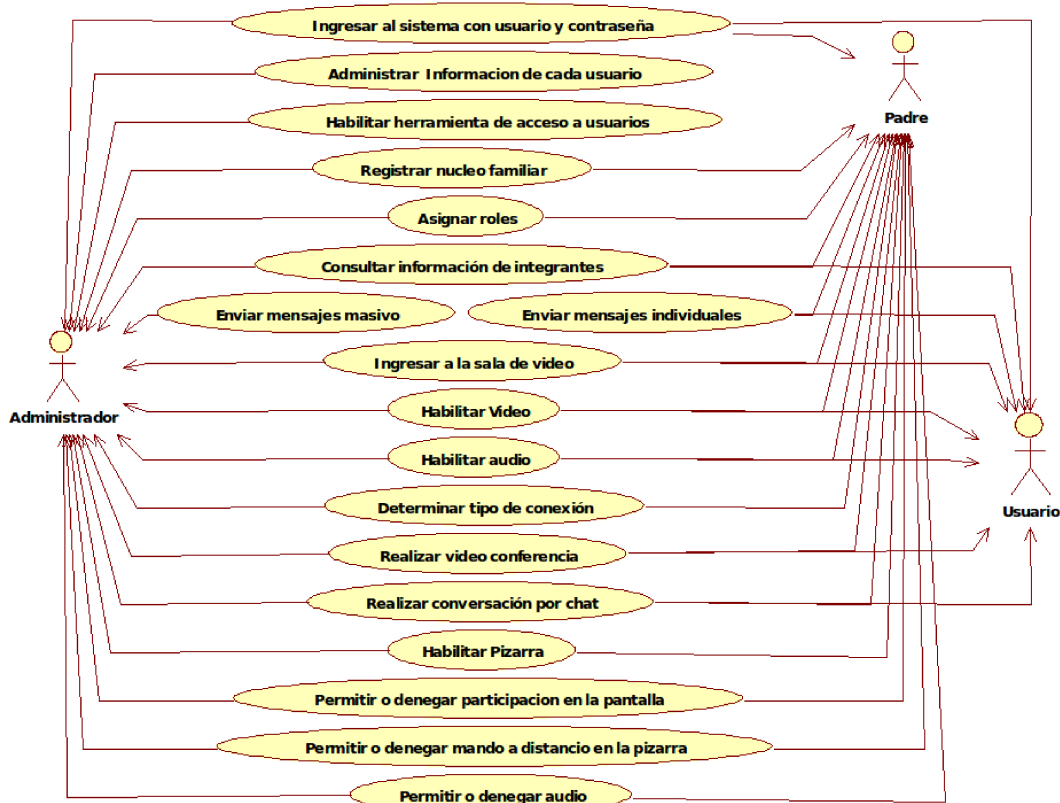 Ingresar al sistema con usuario y contraseña
Administrar Informacion de cada usuario
Padre
Habilitar herramienta de acceso a usuarios
Registrar nucleo familiar
Asignar roles
Consultar información de integrantes
Enviar mensajes masivo
Enviar mensajes individuales
Ingresar a la sala de video
Administrador
Habilitar Video
Habilitar audio
Determinar tipo de conexión
Usuario
Realizar video conferencia
Realizar conversación por chat
Habilitar Pizarra
Permitir o denegar participacion en la pantalla
Permitir o denegar mando a distancio en la pizarra
Permitir o denegar audio